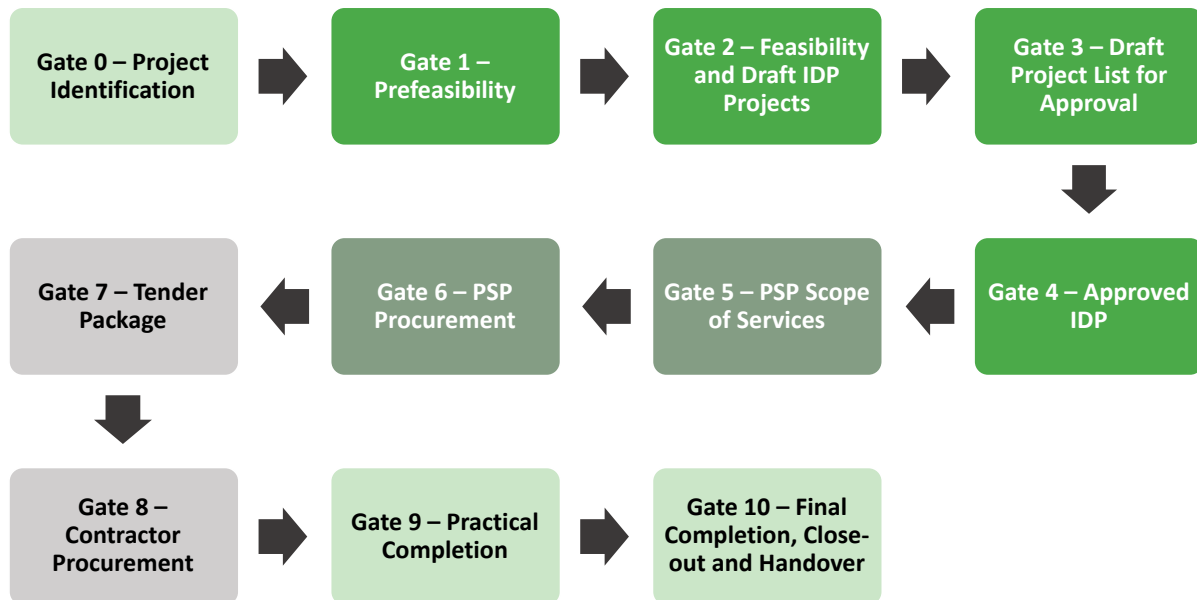 Gate 0 – Project
Identification
Gate 1 –
Prefeasibility
Gate 2 – Feasibility
and Draft IDP
Projects
Gate 3 – Draft
Project List for
Approval
Gate 4 – Approved
IDP
Gate 5 – PSP Scope
of Services
Gate 6 – PSP
Procurement
Gate 7 – Tender
Package
Gate 8 –
Contractor
Procurement
Gate 9 – Practical
Completion
Gate 10 – Final
Completion, Close-
out and Handover